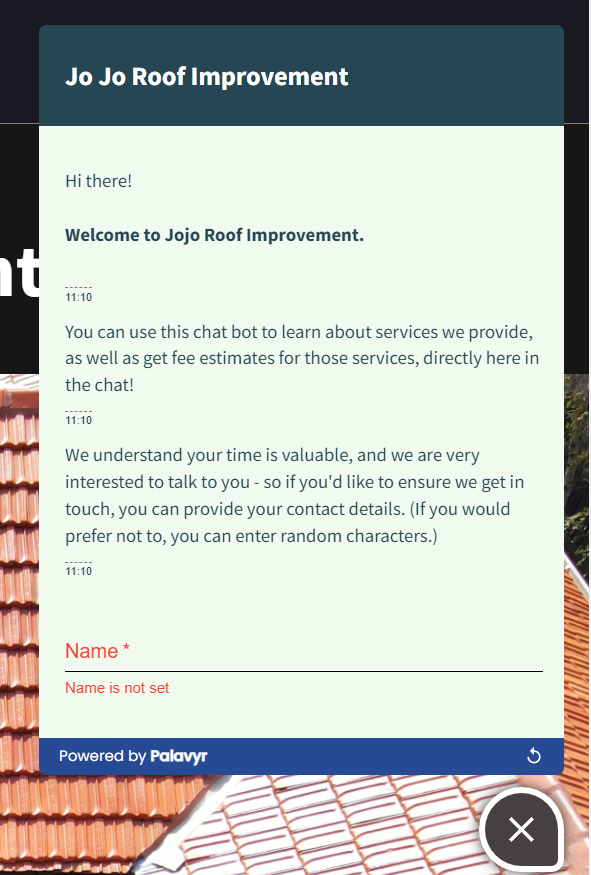 Jo Jo Roof Improvement
nt
Hi there!
Welcome to Jojo Roof Improvement.
11:10
You can use this chat bot to learn about services we provide,
as well as get fee estimates for those services, directly here in
the chat!
11:10
We understand your time is valuable, and we are very
interested to talk to you - so if you'd like to ensure we get in
touch, you can provide your contact details. (If you would
prefer not to, you can enter random characters.)
11:10
Name *
Name is not set
Powered by Palavyr